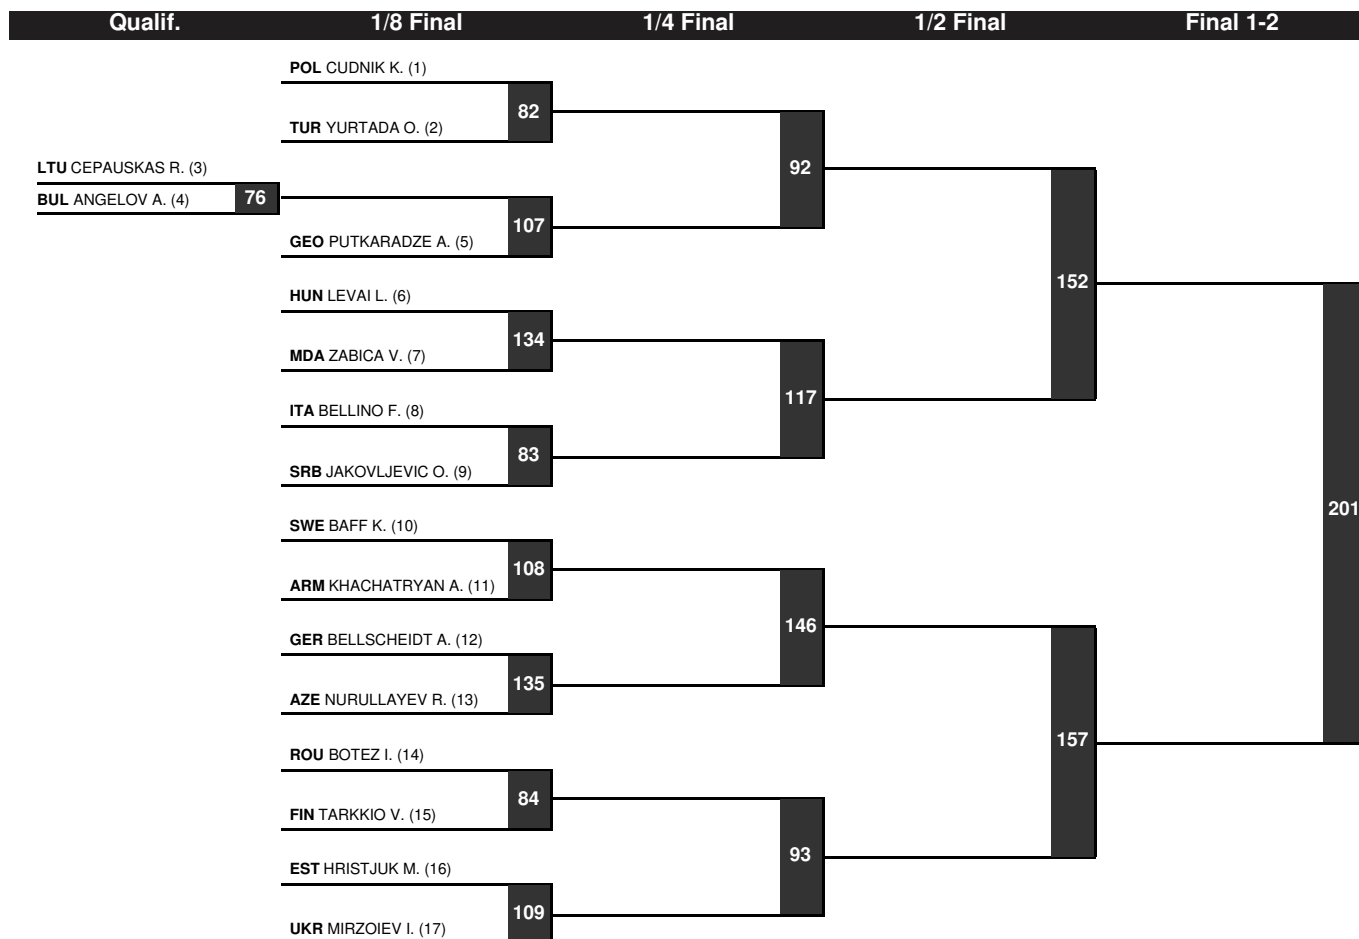 Qualif. 1/8 Final 1/4 Final 1/2 Final Final 1-2
POL CUDNIK K. (1)
82
TUR YURTADA O. (2)
LTU CEPAUSKAS R. (3)
92
BUL ANGELOV A. (4) 76
107
GEO PUTKARADZE A. (5)
152
HUN LEVAI L. (6)
134
MDA ZABICA V. (7)
117
ITA BELLINO F. (8)
83
SRB JAKOVLJEVIC O. (9)
201
SWE BAFF K. (10)
108
ARM KHACHATRYAN A. (11)
146
GER BELLSCHEIDT A. (12)
135
AZE NURULLAYEV R. (13)
157
ROU BOTEZ I. (14)
84
FIN TARKKIO V. (15)
93
EST HRISTJUK M. (16)
109
UKR MIRZOIEV I. (17)